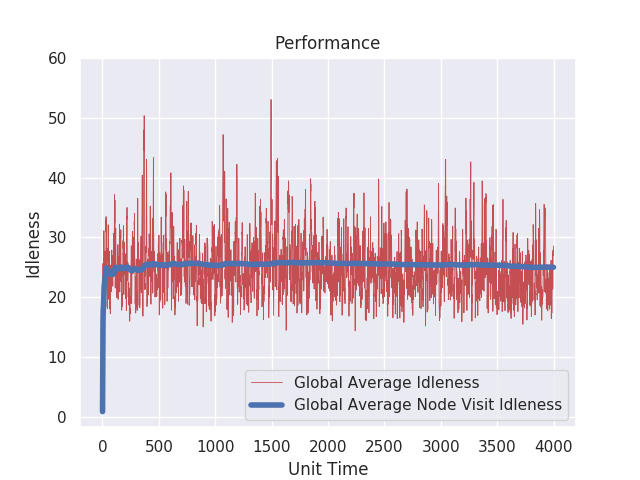 Performance
60
50
40
30
20
10
0
Idleness
0 500 1000 1500 2000 2500 3000 3500 4000
Unit Time
Global Average Idleness
Global Average Node Visit Idleness